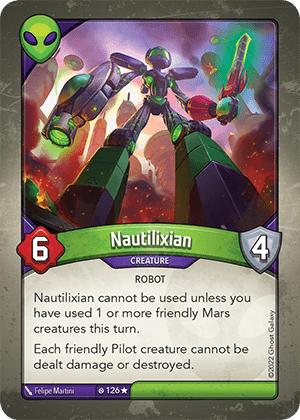 Nautilixian
6
CREATURE
4
ROBOT
Nautilixian cannot be used unless you
have used 1 or more friendly Mars
creatures this turn.
Each friendly Pilot creature cannot be
dealt damage or destroyed.
©2022 Ghost Galaxy
Felipe Martini
126★